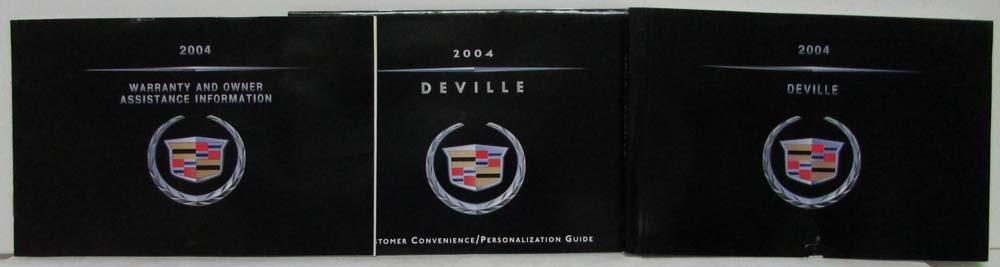 2004
WARRANTY AND OWNER
ASSISTANCE INFORMATION
2004
DEVILLE
STOMER CONVENIENCE/PERSONALIZATION GUIDE
2004
DEVILLE